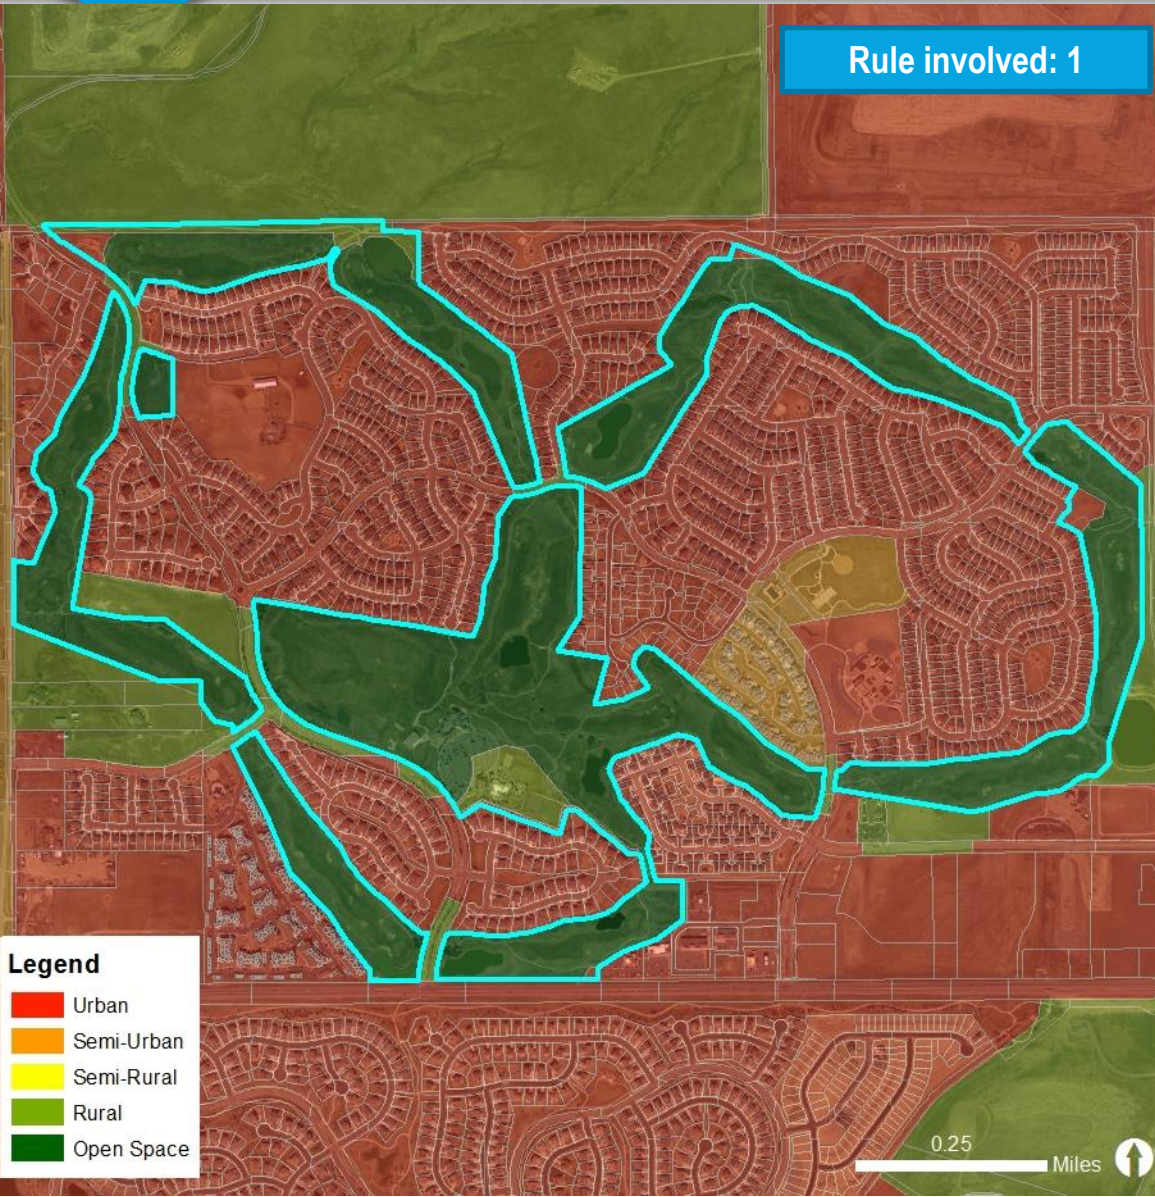 Rule involved: 1
Legend
Urban
Semi-Urban
Semi-Rural
Rural
Open Space
0.25
Miles